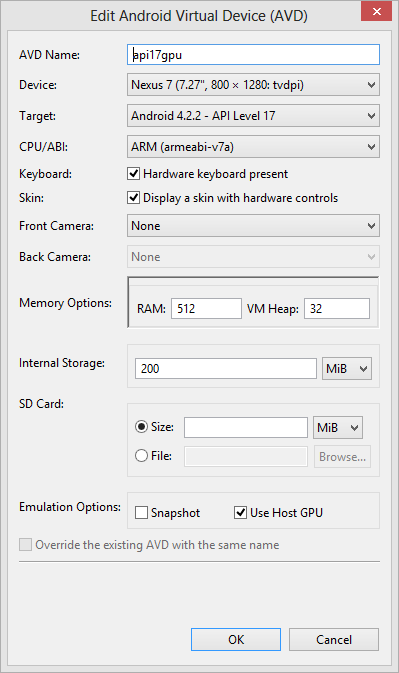 Edit Android Virtual Device (AVD)
AVD Name: api17gpu
Device: Nexus 7 (7.27", 800 × 1280: tvdpi)
Target: Android 4.2.2 - API Level 17
CPU/ABI: ARM (armeabi-v7a)
Keyboard: Hardware keyboard present
Skin: Display a skin with hardware controls
Front Camera: None
Back Camera: None
Memory Options: RAM: 512 VM Heap: 32
Internal Storage: 200 MiB
SD Card:
Size: MiB
File: Browse...
Emulation Options: Snapshot Use Host GPU
Override the existing AVD with the same name
OK Cancel